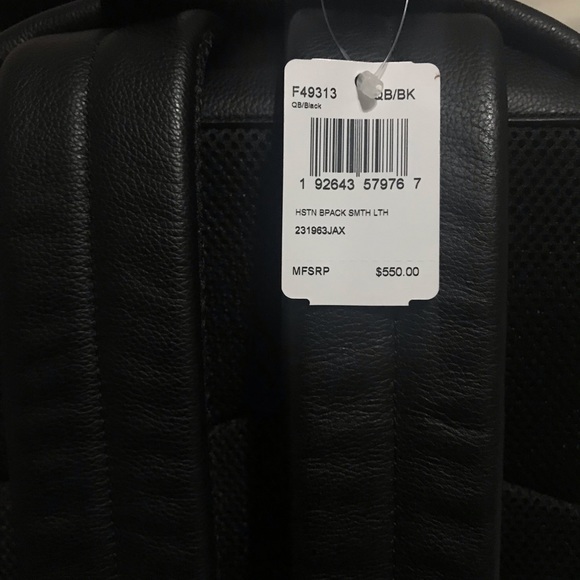 F49313 QB/BK
QB/Black
1 92643 57976 7
HSTN BPACK SMTH LTH
231963JAX
MFSRP $550.00